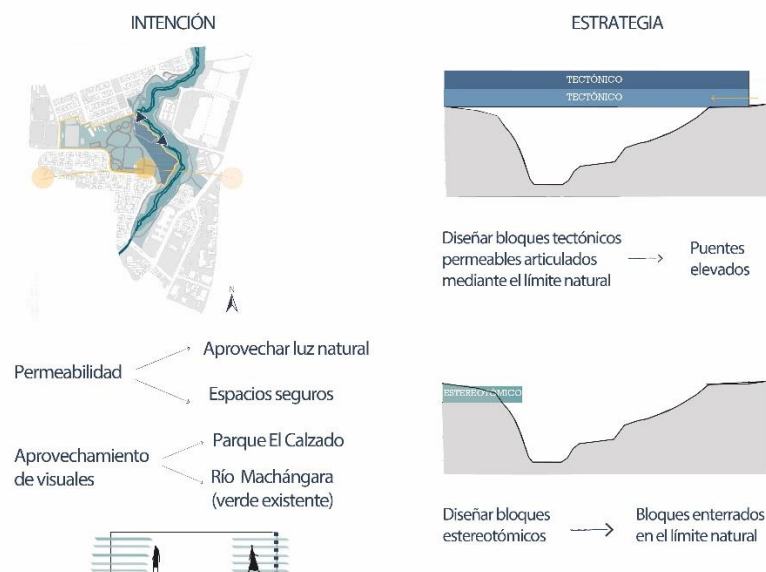 INTENCIÓN
N
Permeabilidad
Aprovechar luz natural
Espacios seguros
Aprovechamiento
de visuales
Parque El Calzado
Río Machángara
(verde existente)
ESTRATEGIA
TECTÓNICO
TECTÓNICO
Diseñar bloques tectónicos
permeables articulados
mediante el límite natural
Puentes
elevados
ESTEREOTÓMICO
Diseñar bloques
estereotómicos
Bloques enterrados
en el límite natural